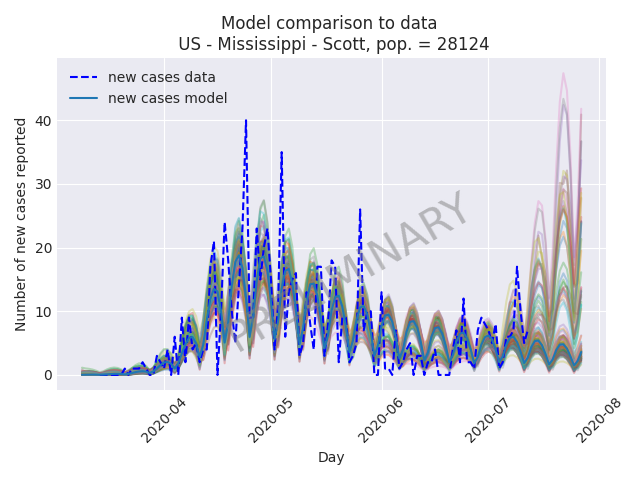 Model comparison to data
US - Mississippi - Scott, pop. = 28124
new cases data
new cases model
Number of new cases reported
40
30
20
10
0
PRELIMINARY
2020-04
2020-05
2020-06
2020-07
2020-08
Day